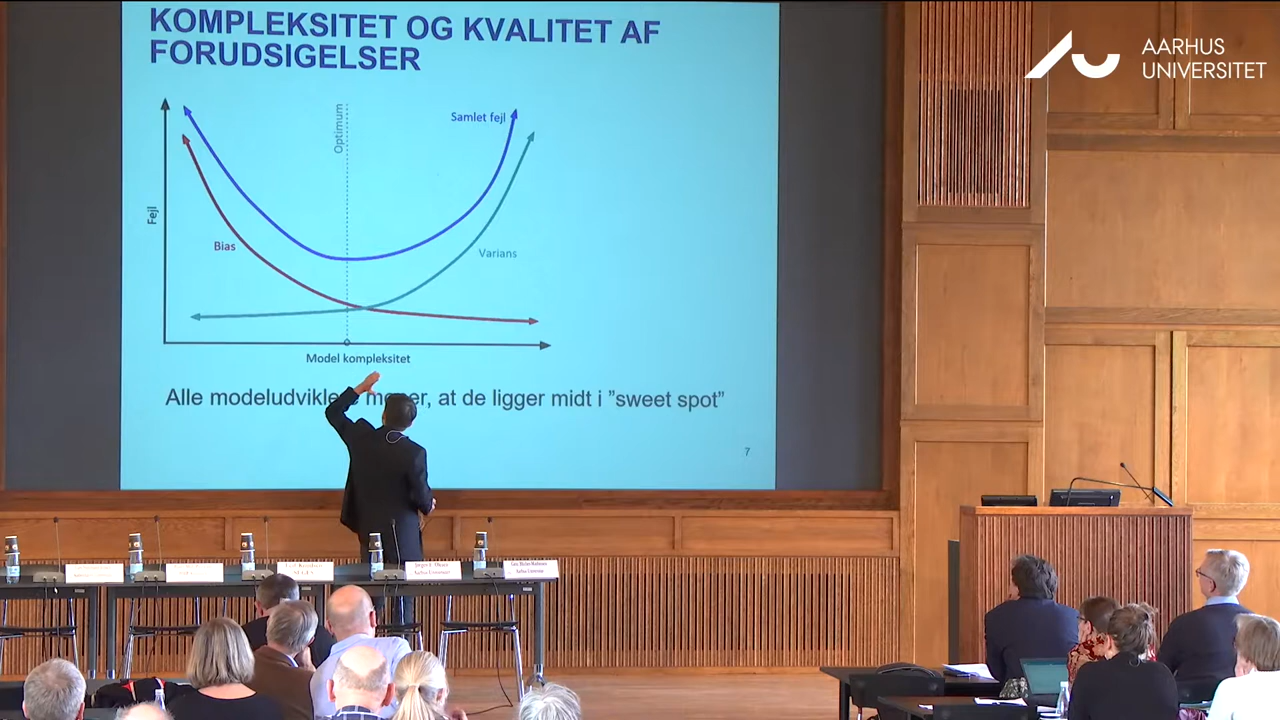 KOMPLEKSITET OG KVALITET AF
FORUDSIGELSER
AARHUS
UNIVERSITET
Optimum
Samlet fejl
Fejl
Bias
Varians
Model kompleksitet
Alle modeludviklere mener, at de ligger midt i ”sweet spot”
7